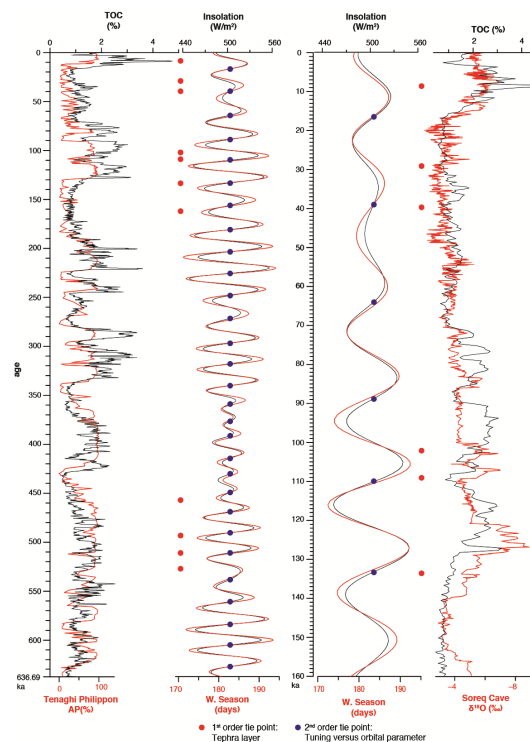 TOC
(%)
0 2 4
Insolation
(W/m²)
440 500 560
Insolation
(W/m²)
440 500 560
TOC
(%)
2 4
0
50
100
150
200
250
300
350
400
450
500
550
600
636.69
ka
age
0
10
20
30
40
50
60
70
80
90
100
110
120
130
140
150
160
ka
0 100
Tenaghi Philippon
AP(%)
170 180 190 200
W. Season
(days)
170 180 190 200
W. Season
(days)
−4 −8
Soreq Cave
δ¹⁸O (‰)
1st order tie point:
Tephra layer
2nd order tie point:
Tuning versus orbital parameter